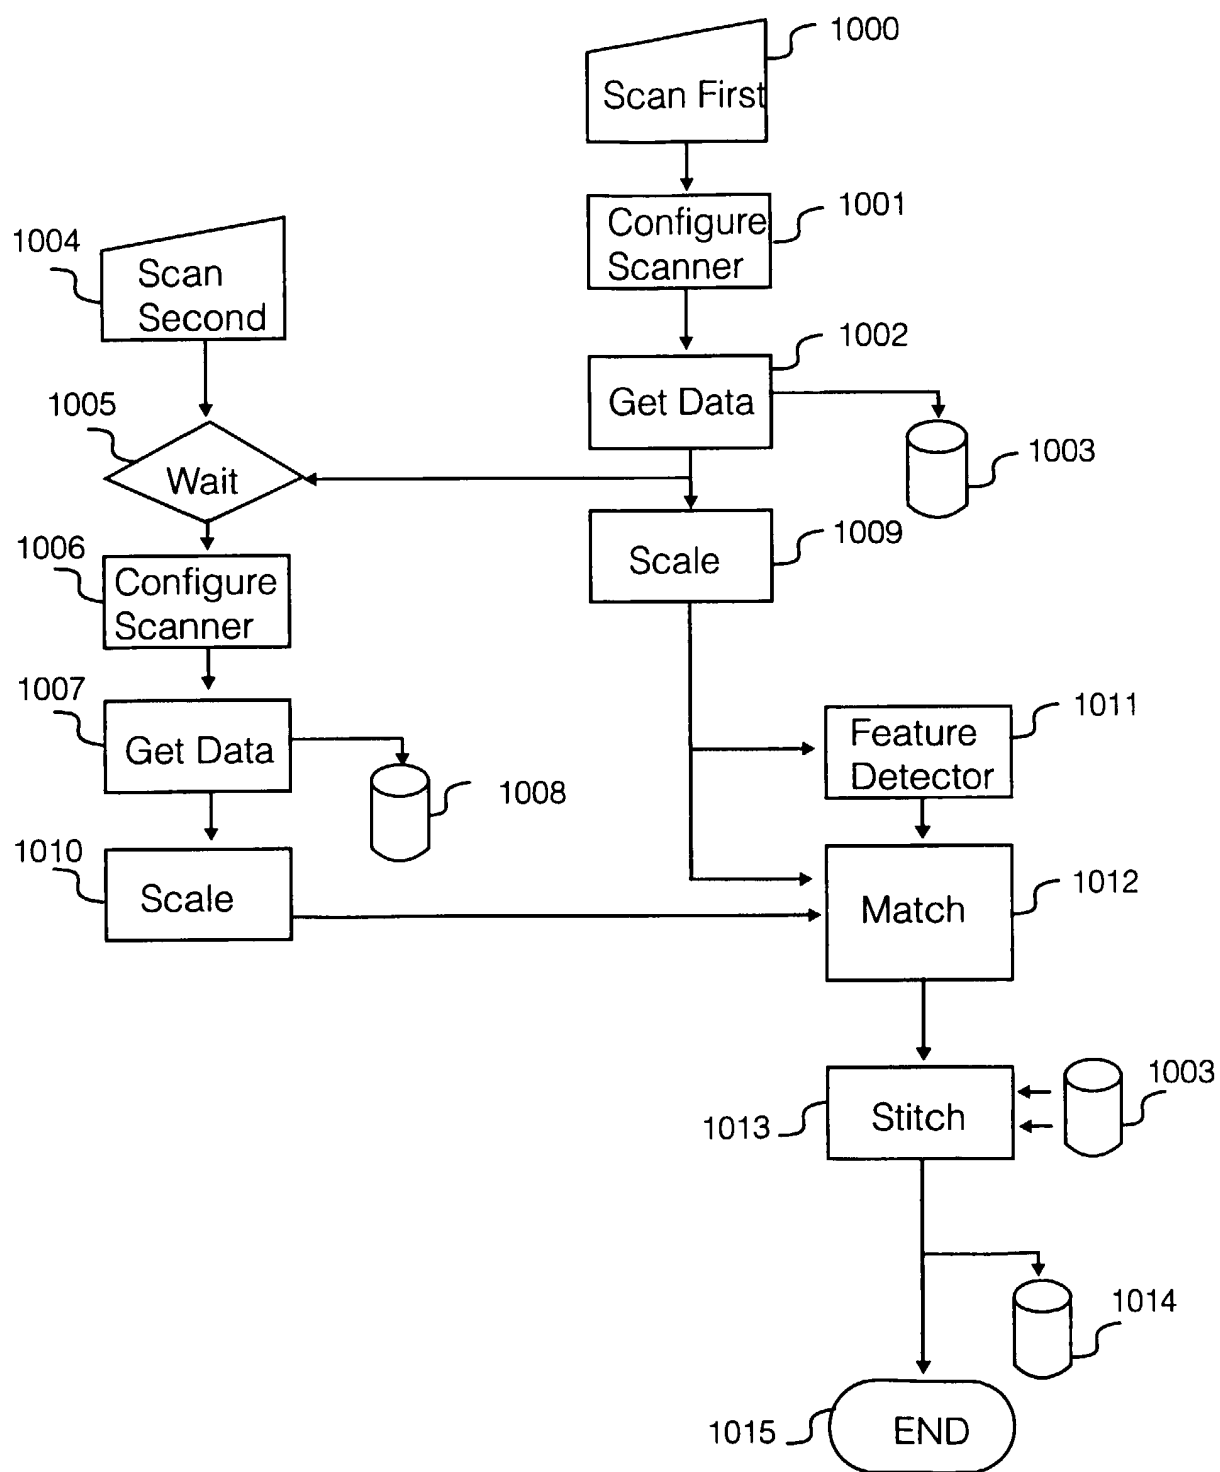 1000
Scan First
1001
Configure
Scanner
1004
Scan
Second
1002
Get Data
1005
Wait
1003
1009
Scale
1006
Configure
Scanner
1007
Get Data
1008
1011
Feature
Detector
1010
Scale
1012
Match
1003
1013
Stitch
1014
1015
END